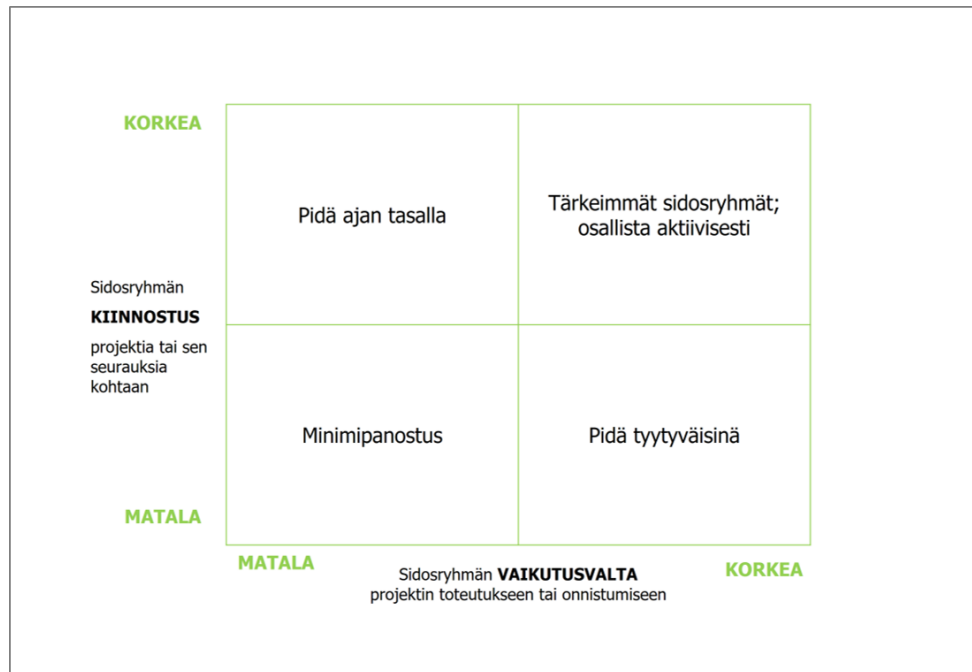 KORKEA
Pidä ajan tasalla
Tärkeimmät sidosryhmät;
osallista aktiivisesti
Sidosryhmän
KIINNOSTUS
projektia tai sen
seurauksia
kohtaan
Minimipanostus
Pidä tyytyväisinä
MATALA
MATALA
Sidosryhmän VAIKUTUSVALTA
projektin toteutukseen tai onnistumiseen
KORKEA